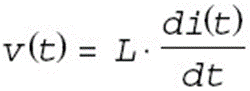 v(t) = L · di(t)/dt